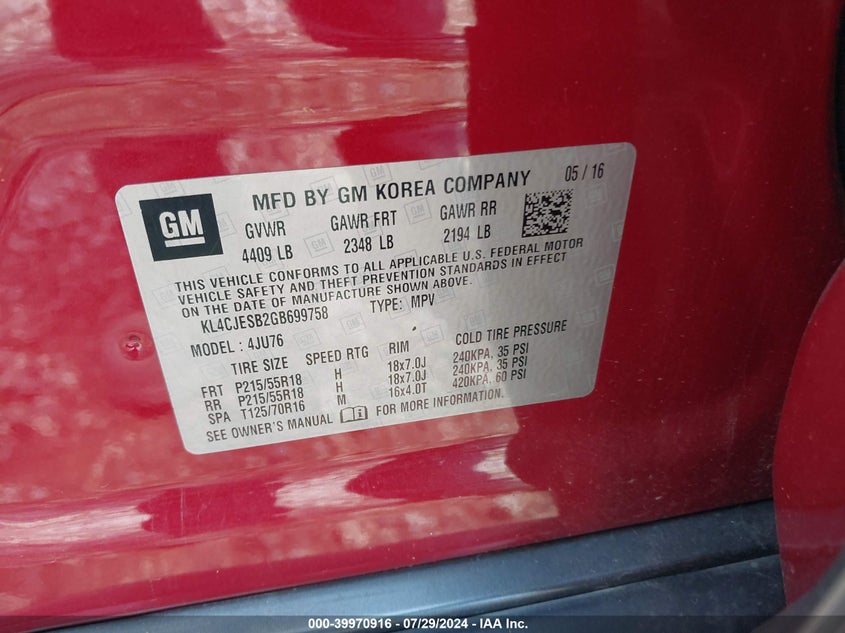 GM
MFD BY GM KOREA COMPANY 05 / 16
GVWR GAWR FRT GAWR RR
4409 LB 2348 LB 2194 LB
THIS VEHICLE CONFORMS TO ALL APPLICABLE U.S. FEDERAL MOTOR
VEHICLE SAFETY AND THEFT PREVENTION STANDARDS IN EFFECT
ON THE DATE OF MANUFACTURE SHOWN ABOVE.
KL4CJESB2GB699758 TYPE: MPV
MODEL : 4JU76
TIRE SIZE SPEED RTG RIM COLD TIRE PRESSURE
FRT P215/55R18 H 18x7.0J 240KPA, 35 PSI
RR P215/55R18 H 18x7.0J 240KPA, 35 PSI
SPA T125/70R16 M 16x4.0T 420KPA, 60 PSI
SEE OWNER'S MANUAL FOR MORE INFORMATION.
000-39970916 - 07/29/2024 - IAA Inc.